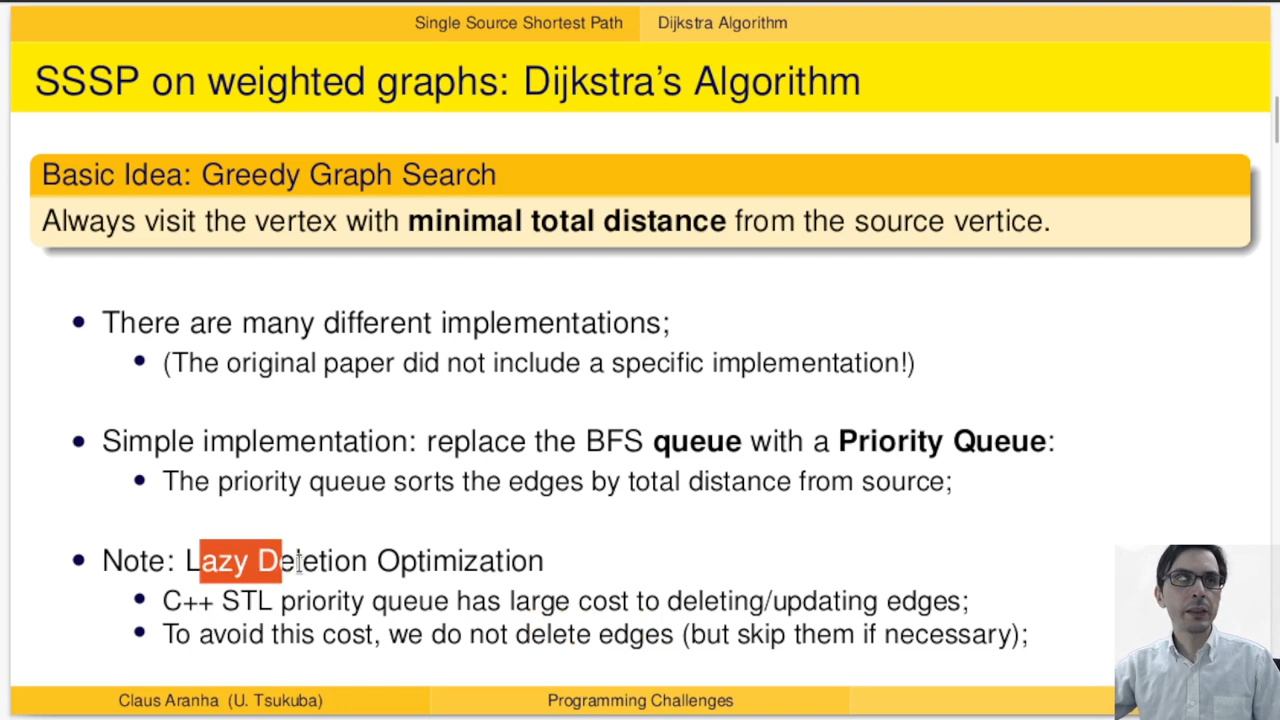 Single Source Shortest Path Dijkstra Algorithm
SSSP on weighted graphs: Dijkstra's Algorithm
Basic Idea: Greedy Graph Search
Always visit the vertex with minimal total distance from the source vertice.
• There are many different implementations;
• (The original paper did not include a specific implementation!)
• Simple implementation: replace the BFS queue with a Priority Queue:
• The priority queue sorts the edges by total distance from source;
• Note: Lazy Deletion Optimization
• C++ STL priority queue has large cost to deleting/updating edges;
• To avoid this cost, we do not delete edges (but skip them if necessary);
Claus Aranha (U. Tsukuba) Programming Challenges